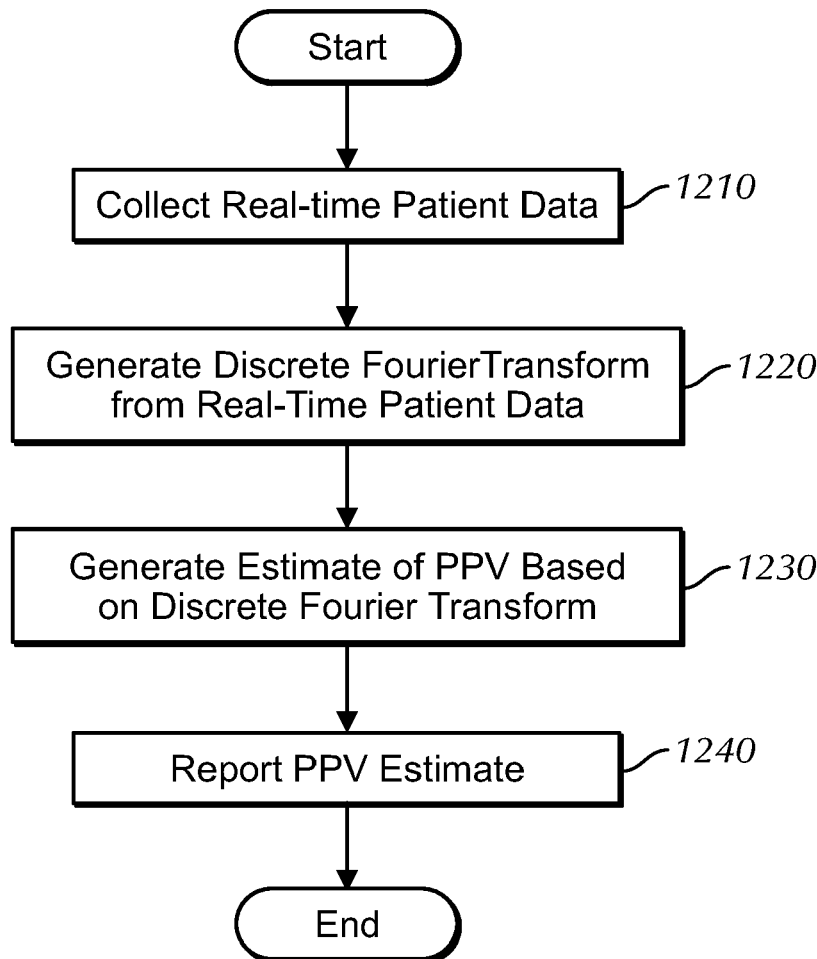 Start
Collect Real-time Patient Data
1210
Generate Discrete FourierTransform
from Real-Time Patient Data
1220
Generate Estimate of PPV Based
on Discrete Fourier Transform
1230
Report PPV Estimate
1240
End